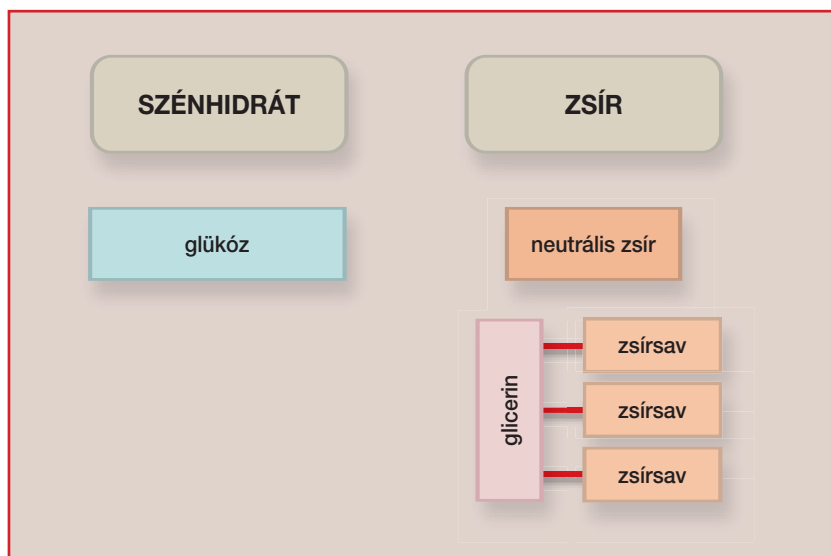 SZÉNHIDRÁT
ZSÍR
glükóz
neutrális zsír
glicerin
zsírsav
zsírsav
zsírsav